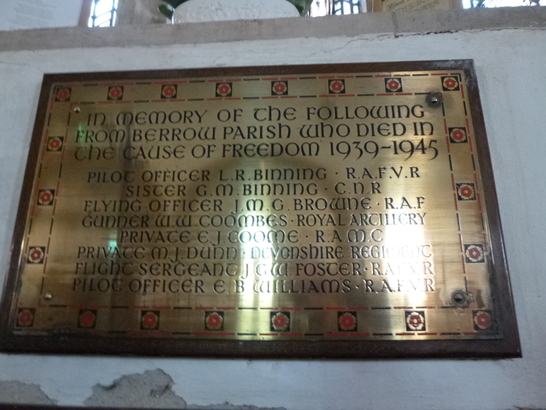 IN MEMORY OF THE FOLLOWING
FROM BERROW PARISH WHO DIED IN
THE CAUSE OF FREEDOM 1939-1945
PILOT OFFICER L.R.BINNING · R.A.F.V.R
SISTER G.M.BINNING · C.N.R
FLYING OFFICER J.M.G.BROWNE · R.A.F
GUNNER W.W.COOMBES · ROYAL ARTILLERY
PRIVATE E.J.COOME · R.A.M.C
PRIVATE M.J.DUNN · DEVONSHIRE REGIMENT
FLIGHT SERGEANT J.G.W FOSTER · R.A.F.V.R
PILOT OFFICER E.B WILLIAMS · R.A.F.V.R